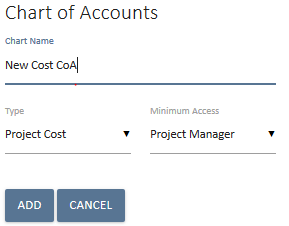 Chart of Accounts
Chart Name
New Cost CoA
Type Minimum Access
Project Cost Project Manager
ADD CANCEL